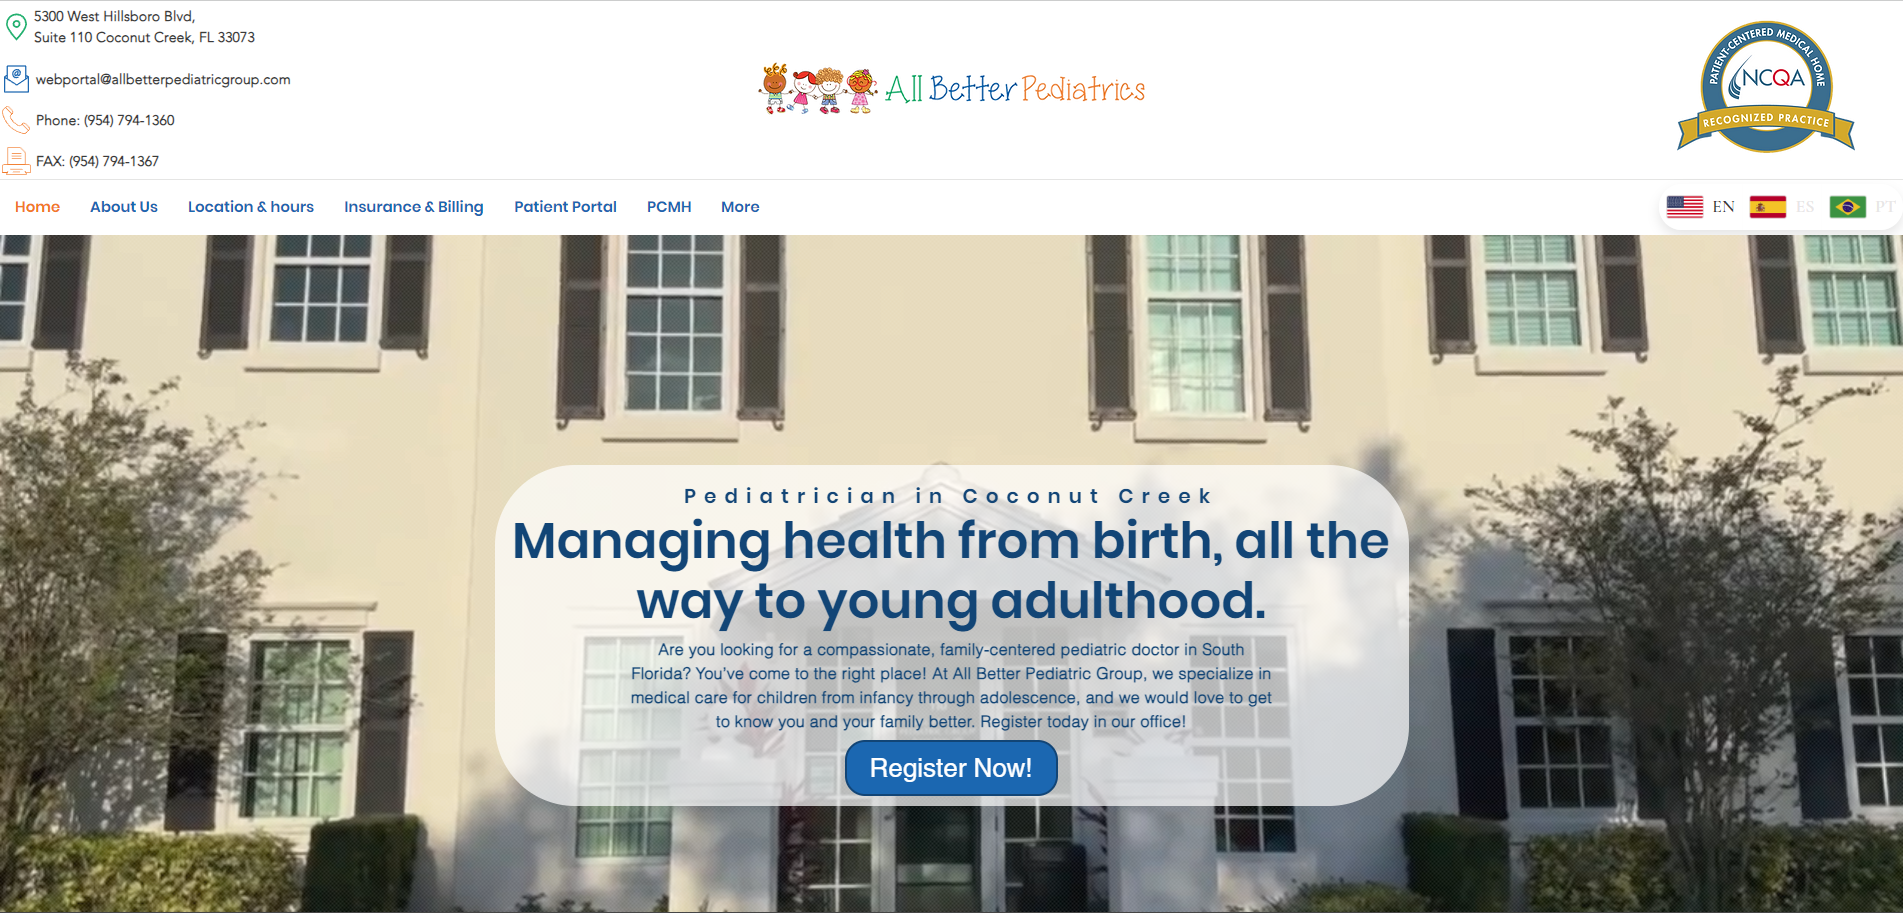 5300 West Hillsboro Blvd,
Suite 110 Coconut Creek, FL 33073
webportal@allbetterpediatricgroup.com
Phone: (954) 794-1360
FAX: (954) 794-1367
All Better Pediatrics
PATIENT-CENTERED MEDICAL HOME
NCQA
RECOGNIZED PRACTICE
Home About Us Location & hours Insurance & Billing Patient Portal PCMH More
EN ES PT
Pediatrician in Coconut Creek
Managing health from birth, all the
way to young adulthood.
Are you looking for a compassionate, family-centered pediatric doctor in South
Florida? You've come to the right place! At All Better Pediatric Group, we specialize in
medical care for children from infancy through adolescence, and we would love to get
to know you and your family better. Register today in our office!
Register Now!